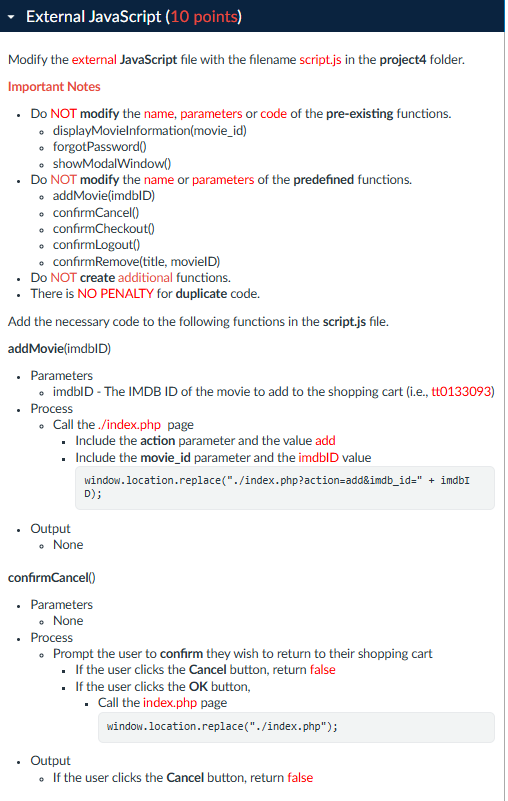 External JavaScript (10 points)
Modify the external JavaScript file with the filename script.js in the project4 folder.
Important Notes
Do NOT modify the name, parameters or code of the pre-existing functions.
displayMovieInformation(movie_id)
forgotPassword()
showModalWindow()
Do NOT modify the name or parameters of the predefined functions.
addMovie(imdbID)
confirmCancel()
confirmCheckout()
confirmLogout()
confirmRemove(title, movieID)
Do NOT create additional functions.
There is NO PENALTY for duplicate code.
Add the necessary code to the following functions in the script.js file.
addMovie(imdbID)
Parameters
imdbID - The IMDB ID of the movie to add to the shopping cart (i.e., tt0133093)
Process
Call the ./index.php page
Include the action parameter and the value add
Include the movie_id parameter and the imdbID value
window.location.replace("./index.php?action=add&imdb_id=" + imdbI
D);
Output
None
confirmCancel()
Parameters
None
Process
Prompt the user to confirm they wish to return to their shopping cart
If the user clicks the Cancel button, return false
If the user clicks the OK button,
Call the index.php page
window.location.replace("./index.php");
Output
If the user clicks the Cancel button, return false